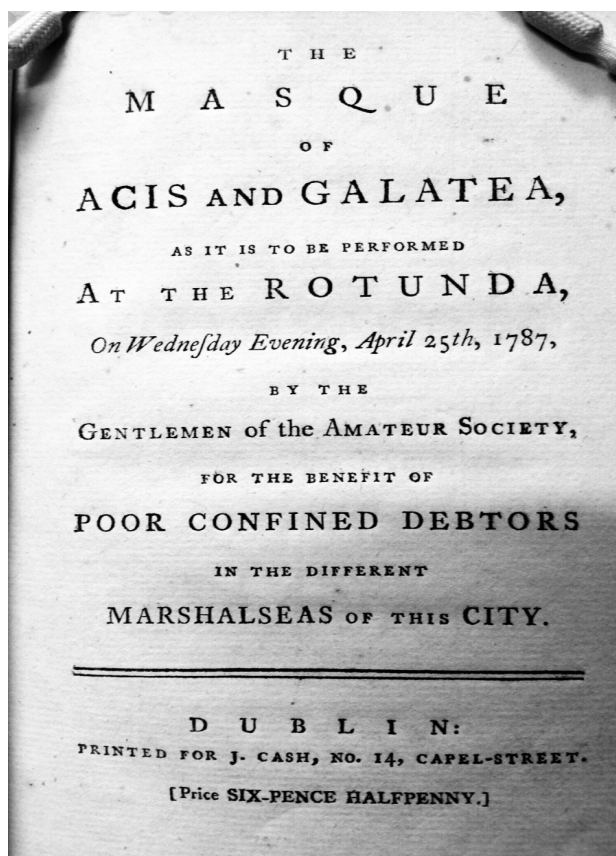 THE
MASQUE
OF
ACIS AND GALATEA,
AS IT IS TO BE PERFORMED
AT THE ROTUNDA,
On Wedneſday Evening, April 25th, 1787,
BY THE
GENTLEMEN of the AMATEUR SOCIETY,
FOR THE BENEFIT OF
POOR CONFINED DEBTORS
IN THE DIFFERENT
MARSHALSEAS OF THIS CITY.
DUBLIN:
PRINTED FOR J. CASH, NO. 14, CAPEL-STREET.
[Price SIX-PENCE HALFPENNY.]